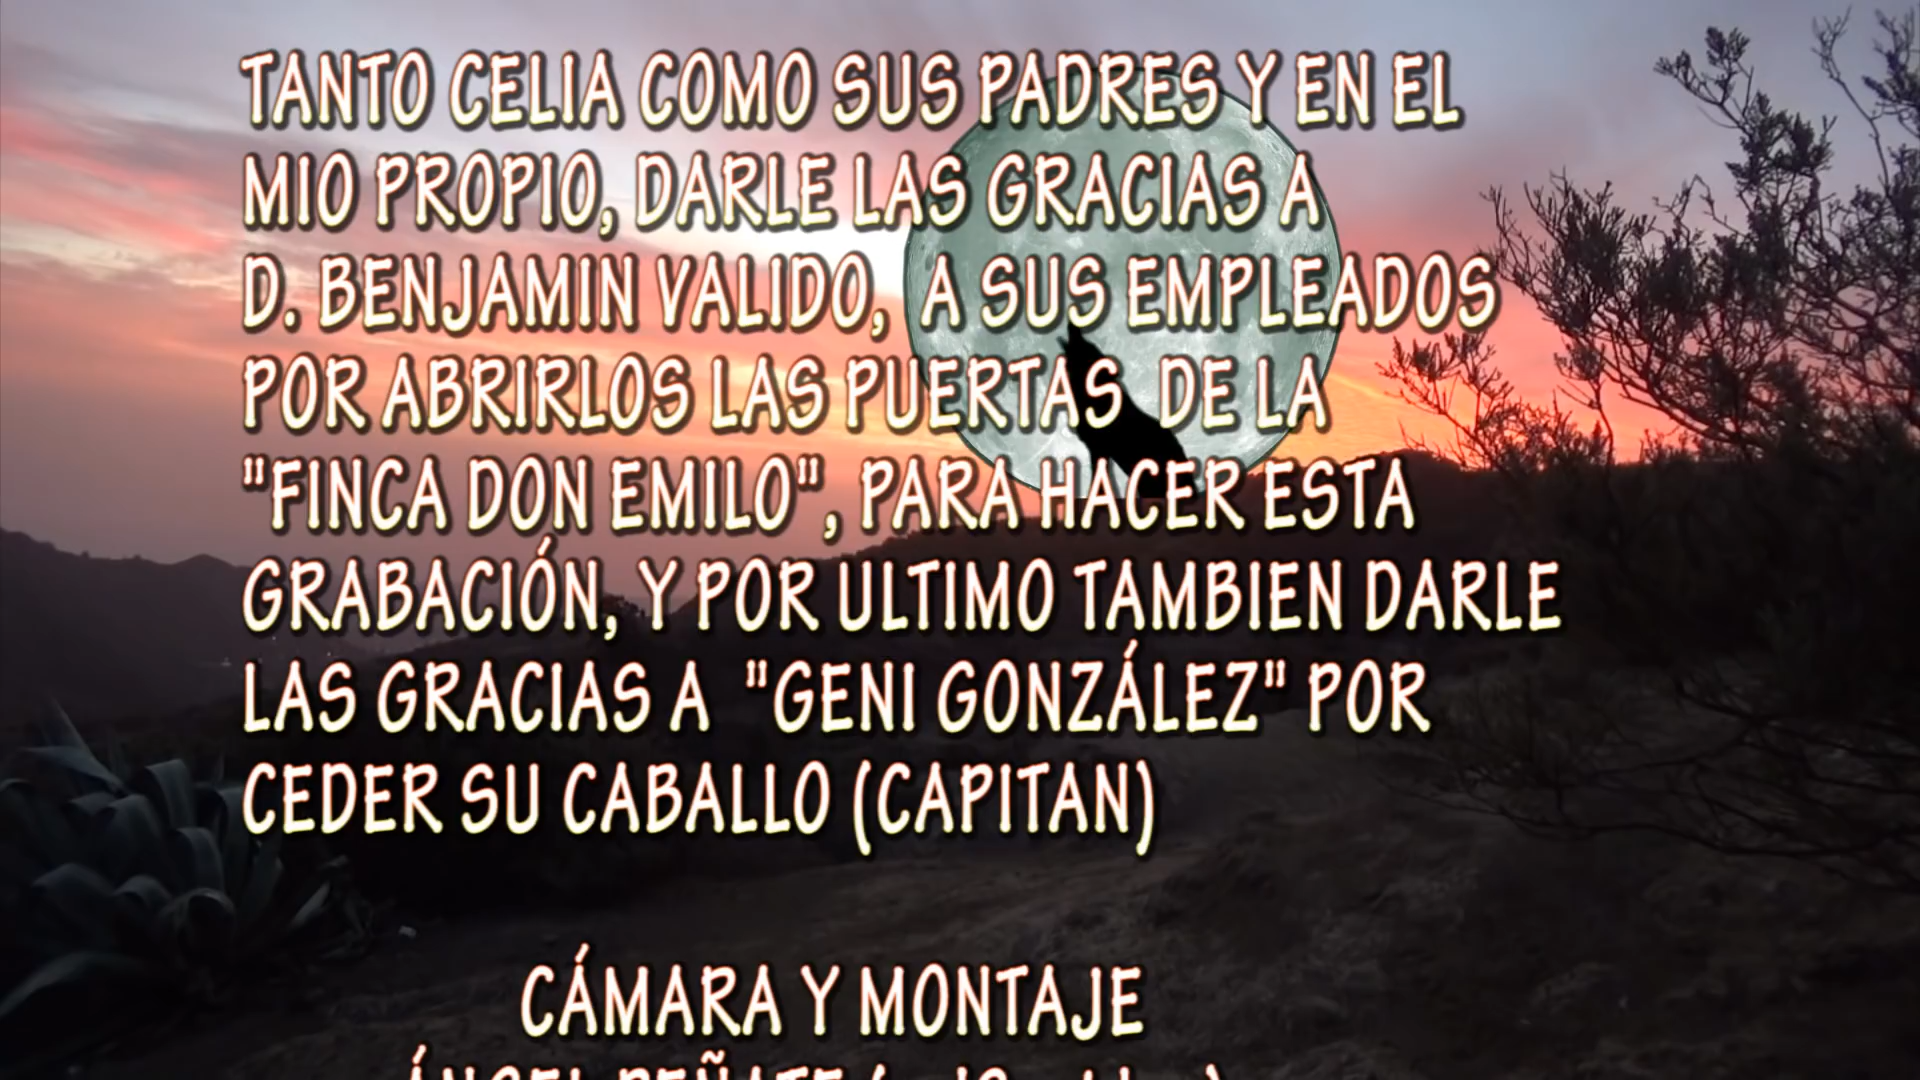 TANTO CELIA COMO SUS PADRES Y EN EL
MIO PROPIO, DARLE LAS GRACIAS A
D. BENJAMIN VALIDO, A SUS EMPLEADOS
POR ABRIRLOS LAS PUERTAS DE LA
"FINCA DON EMILO", PARA HACER ESTA
GRABACIÓN, Y POR ULTIMO TAMBIEN DARLE
LAS GRACIAS A "GENI GONZÁLEZ" POR
CEDER SU CABALLO (CAPITAN)
CÁMARA Y MONTAJE
ÁNGEL PEÑATE